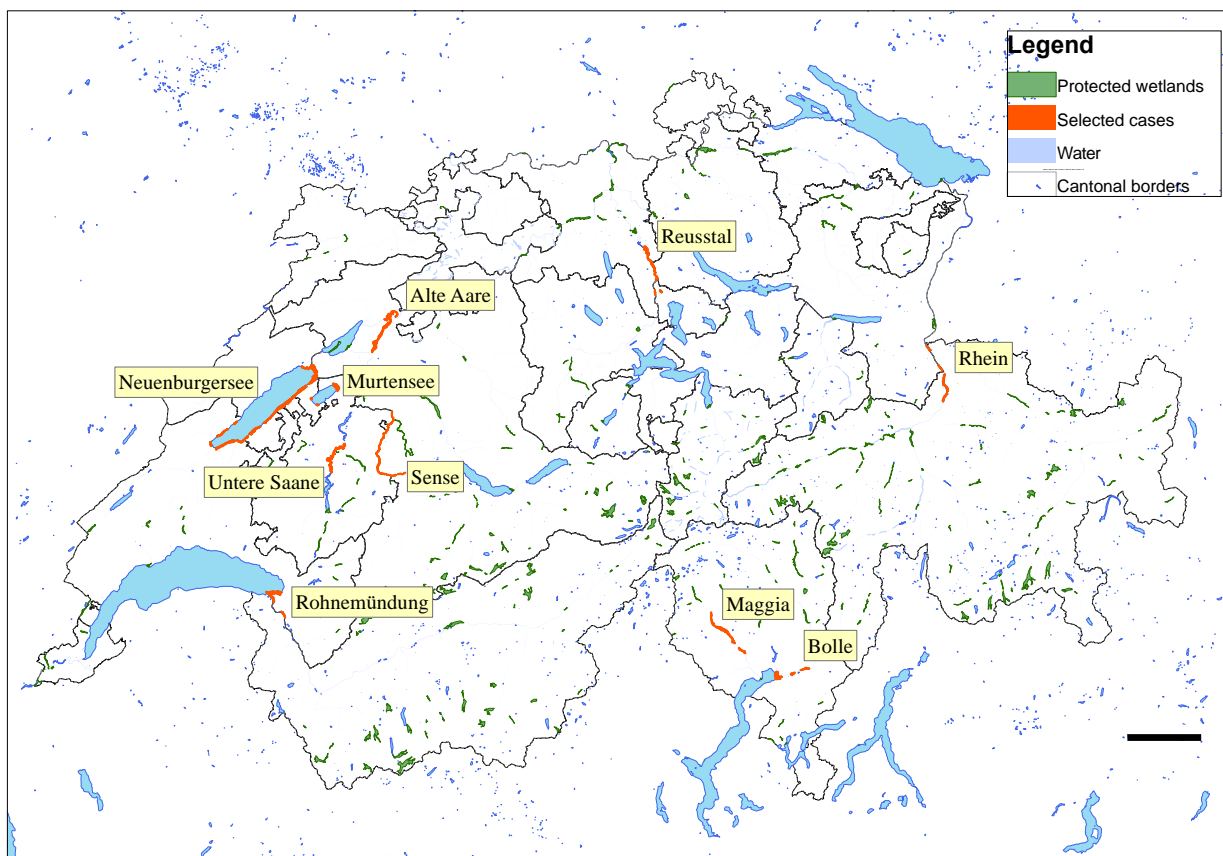 Legend
Protected wetlands
Selected cases
Water
Cantonal borders
Reusstal
Alte Aare
Rhein
Neuenburgersee
Murtensee
Untere Saane
Sense
Rohnemündung
Maggia
Bolle